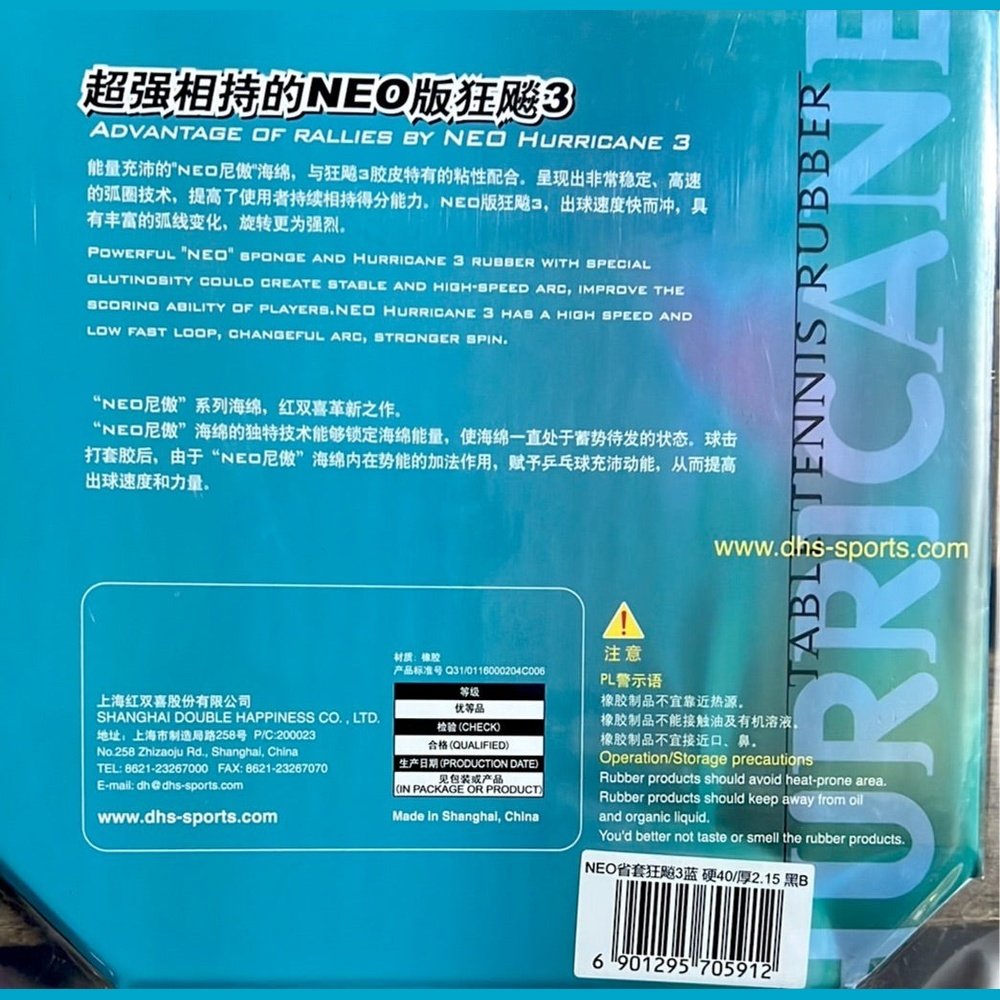 超强相持的NEO版狂飚3
ADVANTAGE OF RALLIES BY NEO HURRICANE 3
能量充沛的"NEO尼傲"海绵，与狂飚3胶皮特有的粘性配合。呈现出非常稳定、高速
的弧圈技术，提高了使用者持续相持得分能力。NEO版狂飚3，出球速度快而冲，具
有丰富的弧线变化，旋转更为强烈。
POWERFUL "NEO" SPONGE AND HURRICANE 3 RUBBER WITH SPECIAL
GLUTINOSITY COULD CREATE STABLE AND HIGH-SPEED ARC, IMPROVE THE
SCORING ABILITY OF PLAYERS.NEO HURRICANE 3 HAS A HIGH SPEED AND
LOW FAST LOOP, CHANGEFUL ARC, STRONGER SPIN.
“NEO尼傲”系列海绵，红双喜革新之作。
“NEO尼傲”海绵的独特技术能够锁定海绵能量，使海绵一直处于蓄势待发的状态。球击
打套胶后，由于“NEO尼傲”海绵内在势能的加法作用，赋予乒乓球充沛动能，从而提高
出球速度和力量。
HURRICANE
TABLE TENNIS RUBBER
www.dhs-sports.com
上海红双喜股份有限公司
SHANGHAI DOUBLE HAPPINESS CO., LTD.
地址：上海市制造局路258号 P/C:200023
No.258 Zhizaoju Rd., Shanghai, China
TEL: 8621-23267000 FAX: 8621-23267070
E-mail: dh@dhs-sports.com
www.dhs-sports.com
材质：橡胶
产品标准号 Q31/0116000204C006
等级
优等品
检验(CHECK)
合格(QUALIFIED)
生产日期(PRODUCTION DATE)
见包装或产品
(IN PACKAGE OR PRODUCT)
Made in Shanghai, China
注意
PL警示语
橡胶制品不宜靠近热源。
橡胶制品不能接触油及有机溶液。
橡胶制品不宜接近口、鼻。
Operation/Storage precautions
Rubber products should avoid heat-prone area.
Rubber products should keep away from oil
and organic liquid.
You'd better not taste or smell the rubber products.
NEO省套狂飚3蓝 硬40/厚2.15 黑B
6 901295 705912